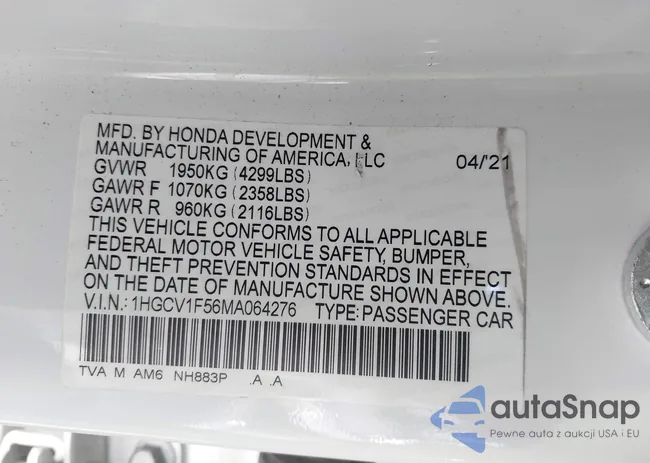 MFD. BY HONDA DEVELOPMENT &
MANUFACTURING OF AMERICA, LLC 04/'21
GVWR 1950KG (4299LBS)
GAWR F 1070KG (2358LBS)
GAWR R 960KG (2116LBS)
THIS VEHICLE CONFORMS TO ALL APPLICABLE
FEDERAL MOTOR VEHICLE SAFETY, BUMPER,
AND THEFT PREVENTION STANDARDS IN EFFECT
ON THE DATE OF MANUFACTURE SHOWN ABOVE.
V.I.N.: 1HGCV1F56MA064276 TYPE: PASSENGER CAR
TVA M AM6 NH883P .A .A
autoSnap
Pewne auta z aukcji USA i EU